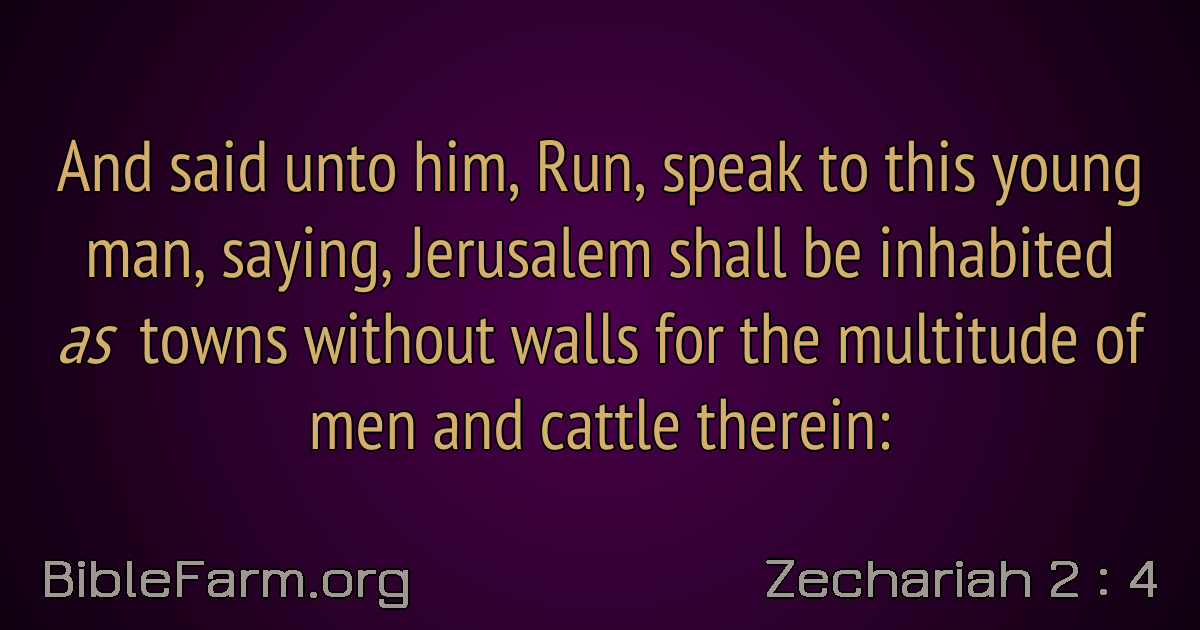 And said unto him, Run, speak to this young
man, saying, Jerusalem shall be inhabited
as towns without walls for the multitude of
men and cattle therein:
BibleFarm.org
Zechariah 2 : 4